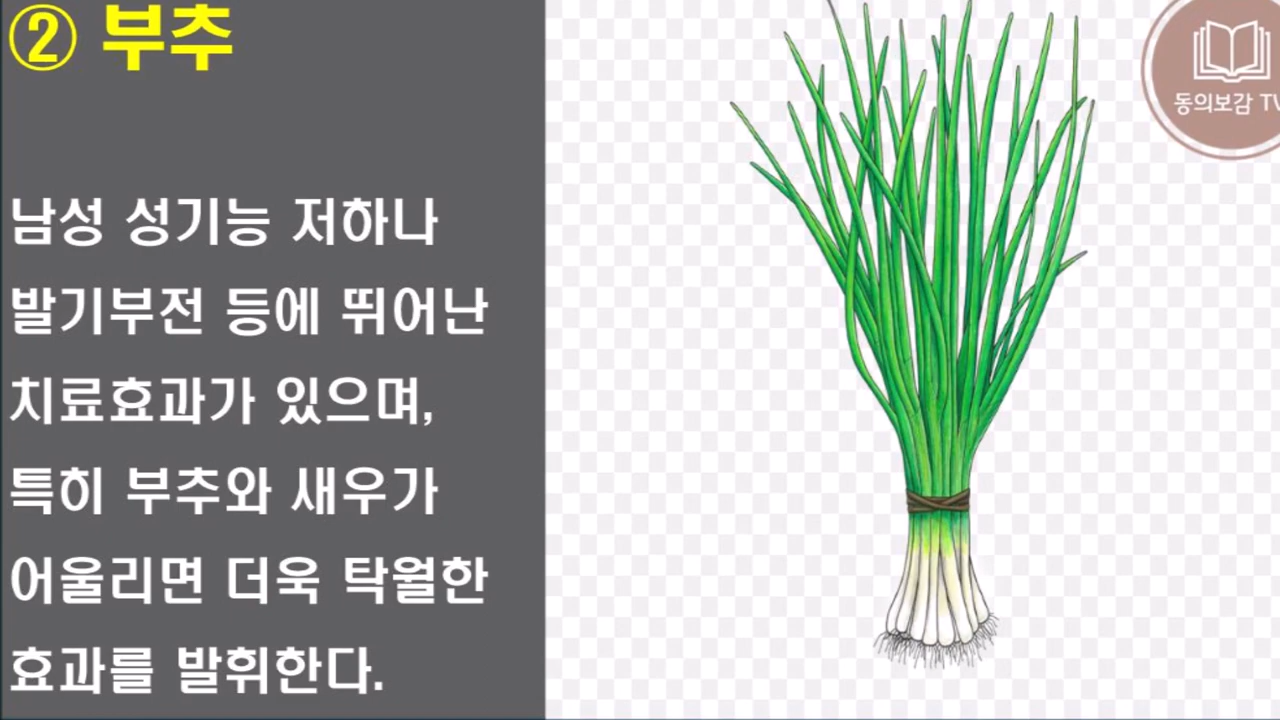 ② 부추
남성 성기능 저하나
발기부전 등에 뛰어난
치료효과가 있으며,
특히 부추와 새우가
어울리면 더욱 탁월한
효과를 발휘한다.
동의보감 TV